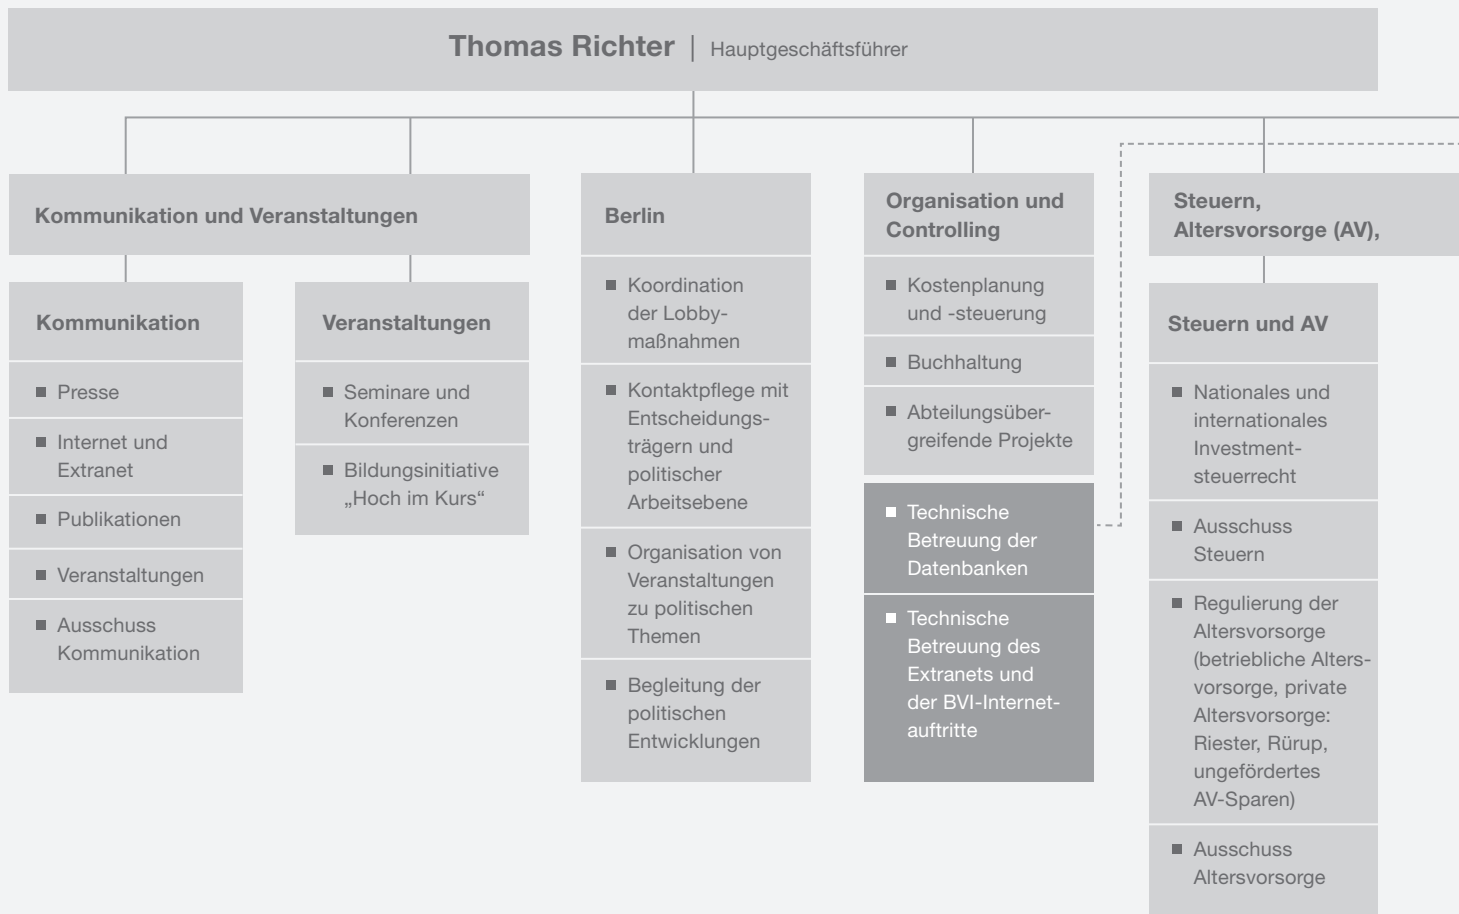 Thomas Richter | Hauptgeschäftsführer
Kommunikation und Veranstaltungen
Kommunikation
■ Presse
■ Internet und
Extranet
■ Publikationen
■ Veranstaltungen
■ Ausschuss
Kommunikation
Veranstaltungen
■ Seminare und
Konferenzen
■ Bildungsinitiative
„Hoch im Kurs“
Berlin
■ Koordination
der Lobby-
maßnahmen
■ Kontaktpflege mit
Entscheidungs-
trägern und
politischer
Arbeitsebene
■ Organisation von
Veranstaltungen
zu politischen
Themen
■ Begleitung der
politischen
Entwicklungen
Organisation und
Controlling
■ Kostenplanung
und -steuerung
■ Buchhaltung
■ Abteilungsüber-
greifende Projekte
■ Technische
Betreuung der
Datenbanken
■ Technische
Betreuung des
Extranets und
der BVI-Internet-
auftritte
Steuern,
Altersvorsorge (AV),
Steuern und AV
■ Nationales und
internationales
Investment-
steuerrecht
■ Ausschuss
Steuern
■ Regulierung der
Altersvorsorge
(betriebliche Alters-
vorsorge, private
Altersvorsorge:
Riester, Rürup,
ungefördertes
AV-Sparen)
■ Ausschuss
Altersvorsorge